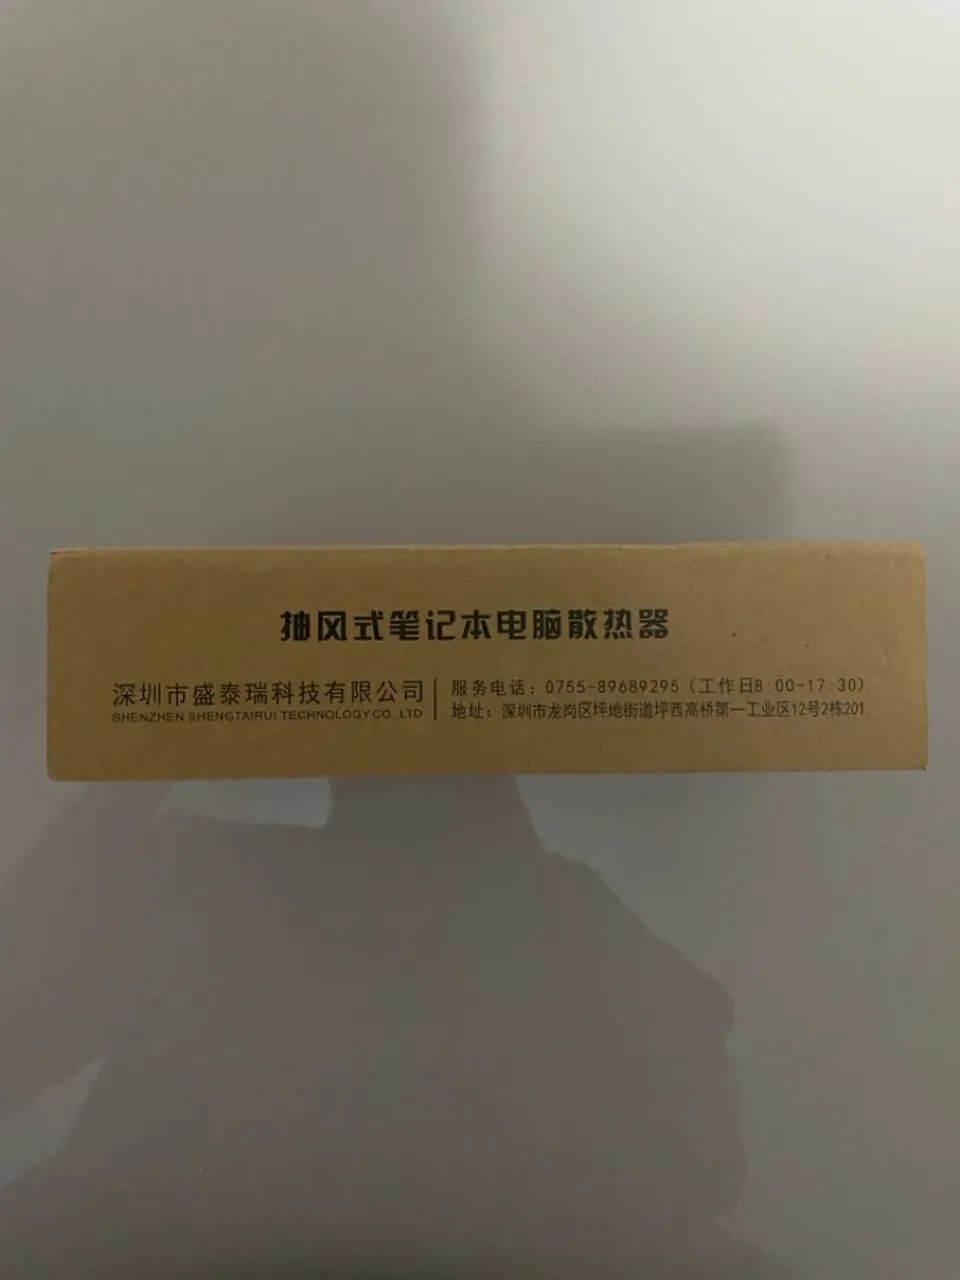 抽风式笔记本电脑散热器
深圳市盛泰瑞科技有限公司
SHENZHEN SHENGTAIRUI TECHNOLOGY CO LTD
服务电话：0755-89689295（工作日8:00-17:30）
地址：深圳市龙岗区坪地街道坪西高桥第一工业区12号2栋201